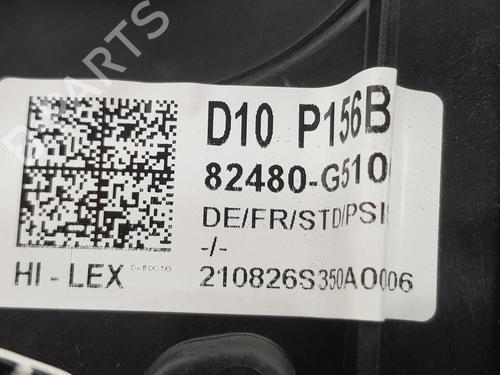 D10 P156B
82480-G510
DE/FR/STD/PSI
-/-
HI - LEX
210826S350A0006